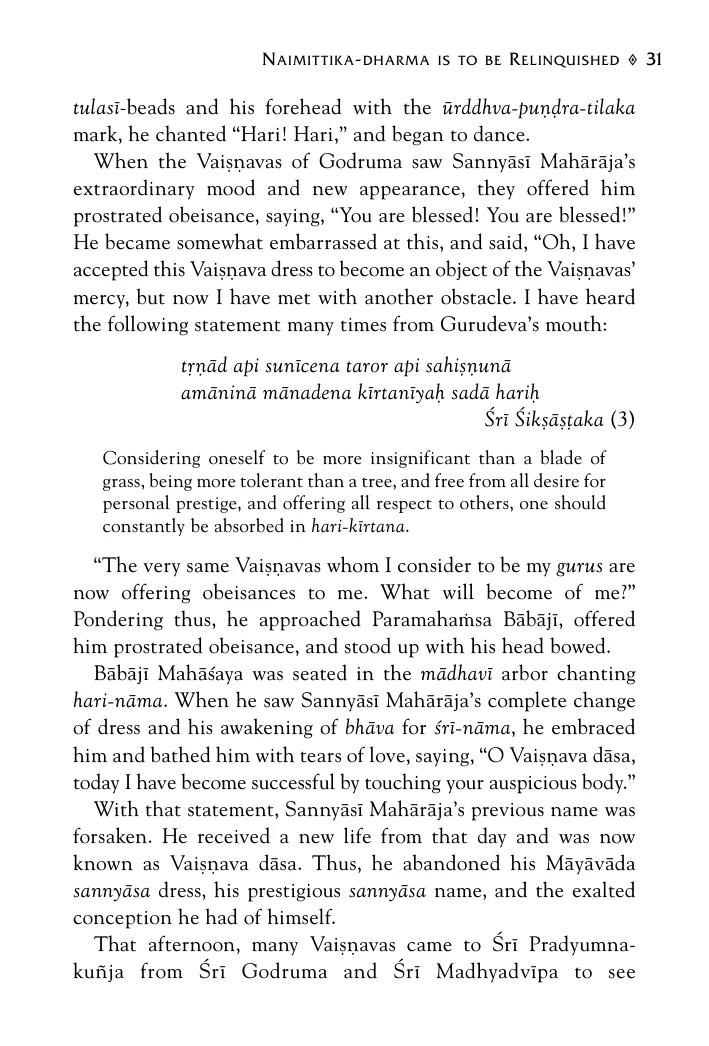 NAIMITTIKA-DHARMA IS TO BE RELINQUISHED ◊ 31
tulasī-beads and his forehead with the ūrddhva-puṇḍra-tilaka
mark, he chanted “Hari! Hari,” and began to dance.
When the Vaiṣṇavas of Godruma saw Sannyāsī Mahārāja’s
extraordinary mood and new appearance, they offered him
prostrated obeisance, saying, “You are blessed! You are blessed!”
He became somewhat embarrassed at this, and said, “Oh, I have
accepted this Vaiṣṇava dress to become an object of the Vaiṣṇavas’
mercy, but now I have met with another obstacle. I have heard
the following statement many times from Gurudeva’s mouth:
tṛṇād api sunīcena taror api sahiṣṇunā
amāninā mānadena kīrtanīyaḥ sadā hariḥ
Śrī Śikṣāṣṭaka (3)
Considering oneself to be more insignificant than a blade of
grass, being more tolerant than a tree, and free from all desire for
personal prestige, and offering all respect to others, one should
constantly be absorbed in hari-kīrtana.
“The very same Vaiṣṇavas whom I consider to be my gurus are
now offering obeisances to me. What will become of me?”
Pondering thus, he approached Paramahaṁsa Bābājī, offered
him prostrated obeisance, and stood up with his head bowed.
Bābājī Mahāśaya was seated in the mādhavī arbor chanting
hari-nāma. When he saw Sannyāsī Mahārāja’s complete change
of dress and his awakening of bhāva for śrī-nāma, he embraced
him and bathed him with tears of love, saying, “O Vaiṣṇava dāsa,
today I have become successful by touching your auspicious body.”
With that statement, Sannyāsī Mahārāja’s previous name was
forsaken. He received a new life from that day and was now
known as Vaiṣṇava dāsa. Thus, he abandoned his Māyāvāda
sannyāsa dress, his prestigious sannyāsa name, and the exalted
conception he had of himself.
That afternoon, many Vaiṣṇavas came to Śrī Pradyumna-
kuñja from Śrī Godruma and Śrī Madhyadvīpa to see